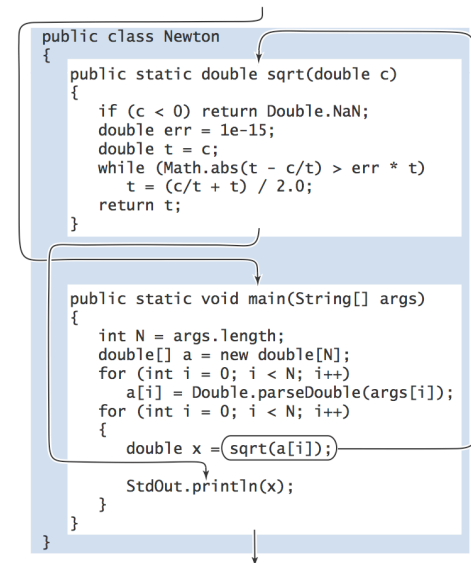 public class Newton
{
public static double sqrt(double c)
{
if (c < 0) return Double.NaN;
double err = 1e-15;
double t = c;
while (Math.abs(t - c/t) > err * t)
t = (c/t + t) / 2.0;
return t;
}
public static void main(String[] args)
{
int N = args.length;
double[] a = new double[N];
for (int i = 0; i < N; i++)
a[i] = Double.parseDouble(args[i]);
for (int i = 0; i < N; i++)
{
double x = sqrt(a[i]);
StdOut.println(x);
}
}
}